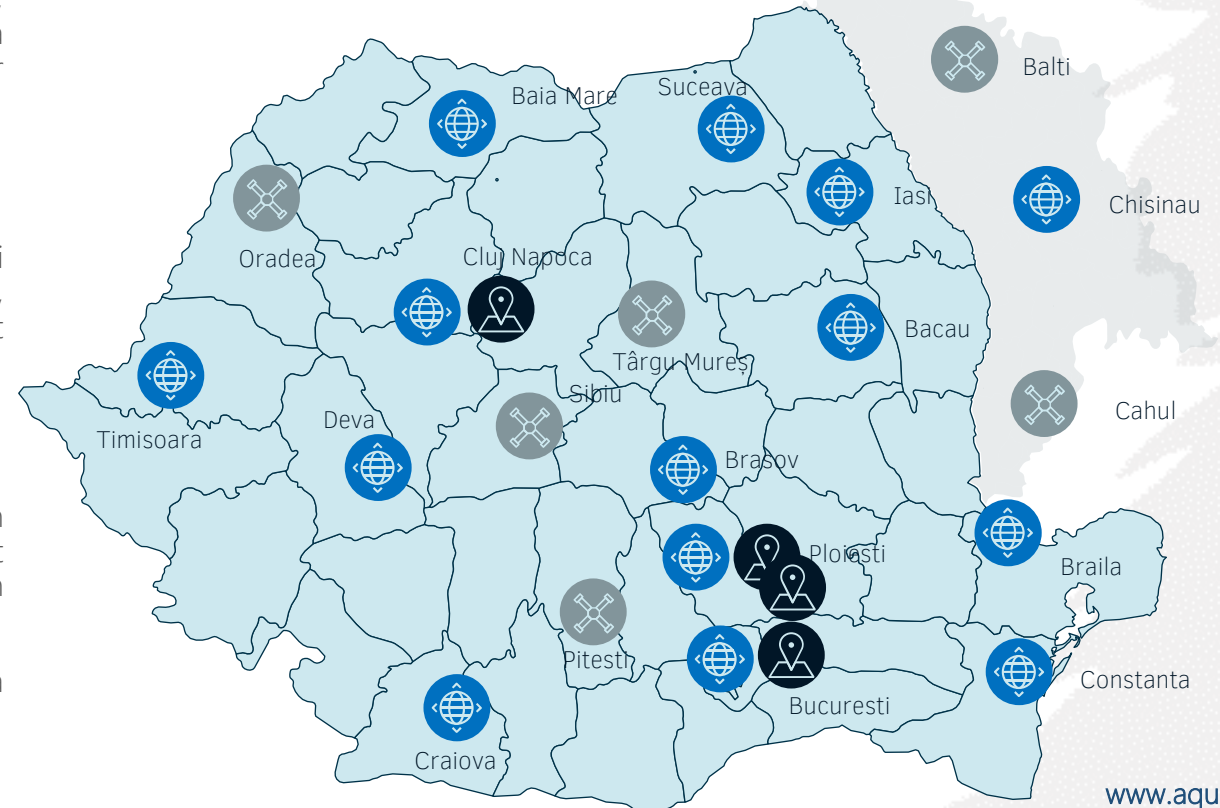 Balti
Baia Mare
Suceava
Iasi
Chisinau
Oradea
Cluj Napoca
Bacau
Târgu Mureș
Sibiu
Cahul
Deva
Timisoara
Brasov
Ploiesti
Braila
Pitesti
Constanta
Bucuresti
Craiova
www.aqu